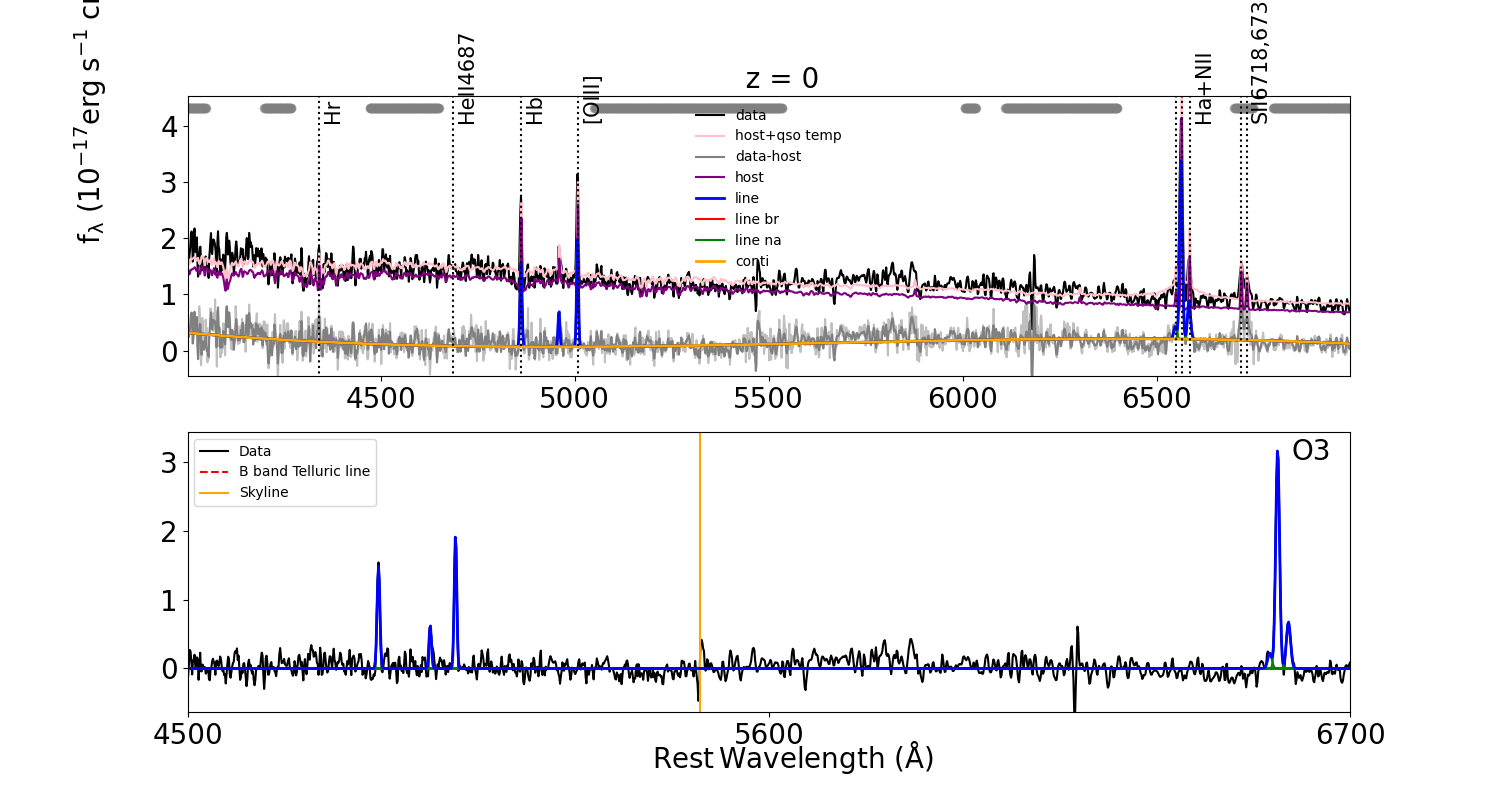 z = 0
f_λ (10^−17 erg s^−1
Hr
HeII4687
Hb
[OIII]
Ha+NII
SII6718,673
data
host+qso temp
data-host
host
line
line br
line na
conti
4
3
2
1
0
4500
5000
5500
6000
6500
Data
B band Telluric line
Skyline
O3
3
2
1
0
4500
5600
6700
Rest Wavelength (Å)